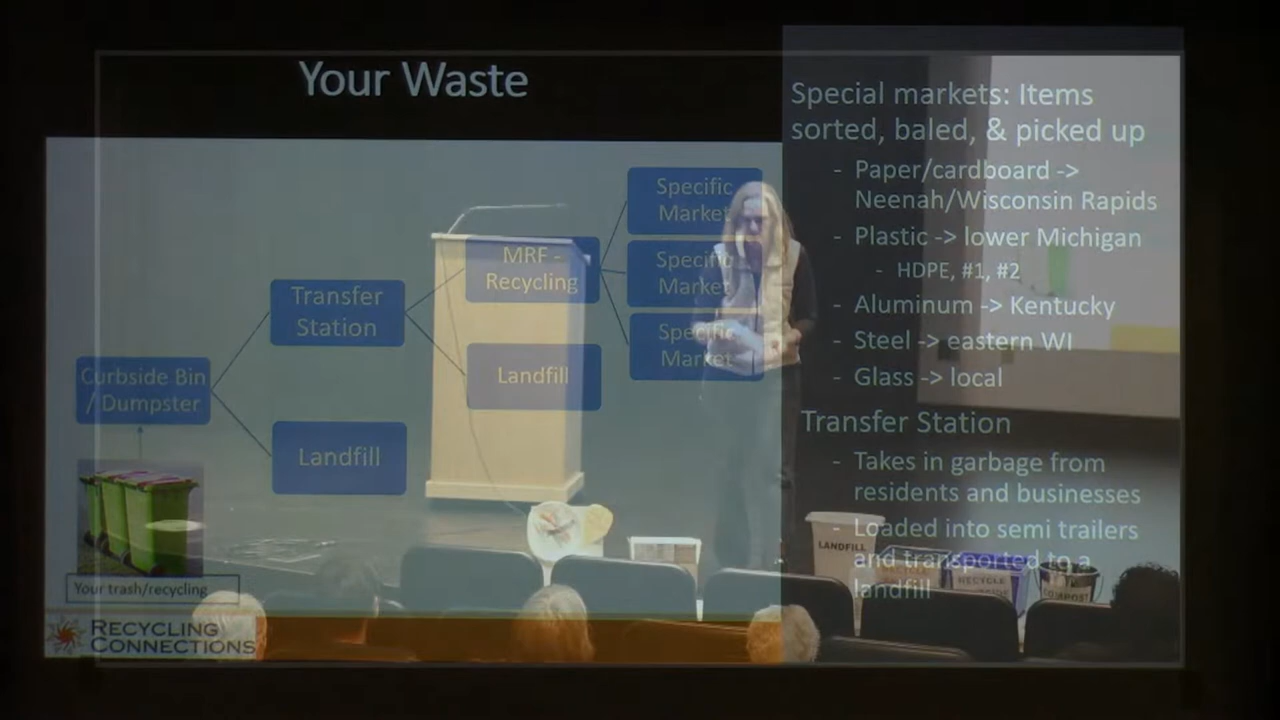 Your Waste
Special markets: Items
sorted, baled, & picked up
- Paper/cardboard ->
Neenah/Wisconsin Rapids
- Plastic -> lower Michigan
- HDPE, #1, #2
- Aluminum -> Kentucky
- Steel -> eastern WI
- Glass -> local
Transfer Station
- Takes in garbage from
residents and businesses
- Loaded into semi trailers
and transported to a
landfill
Curbside Bin
/ Dumpster
Transfer
Station
Landfill
MRF -
Recycling
Landfill
Specific
Market
Specific
Market
Specific
Market
Your trash/recycling
RECYCLING
CONNECTIONS
LANDFILL
RECYCLE
COMPOST